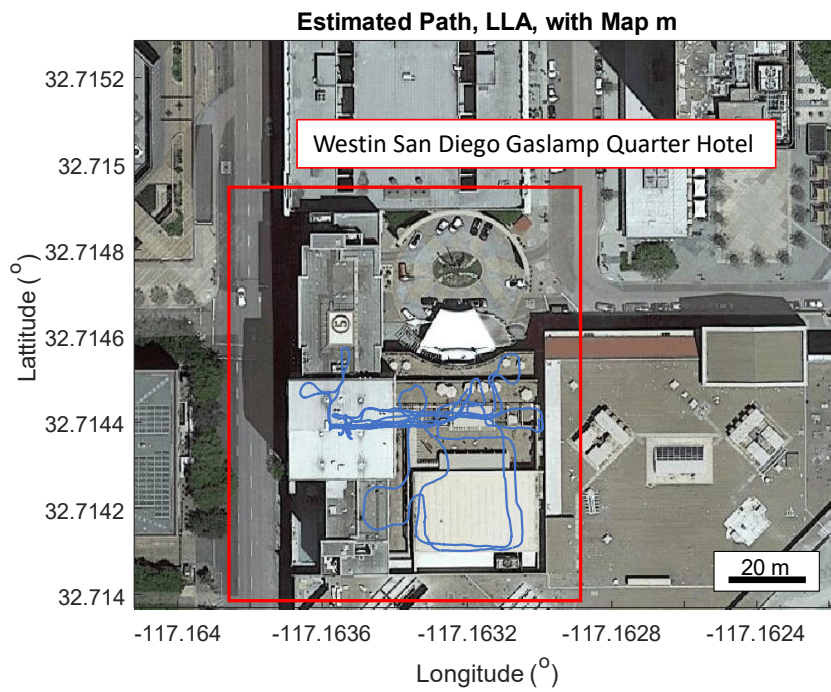 Estimated Path, LLA, with Map m
32.7152
Westin San Diego Gaslamp Quarter Hotel
32.715
32.7148
32.7146
32.7144
32.7142
32.714
Lattitude (°)
20 m
-117.164
-117.1636
-117.1632
-117.1628
-117.1624
Longitude (°)